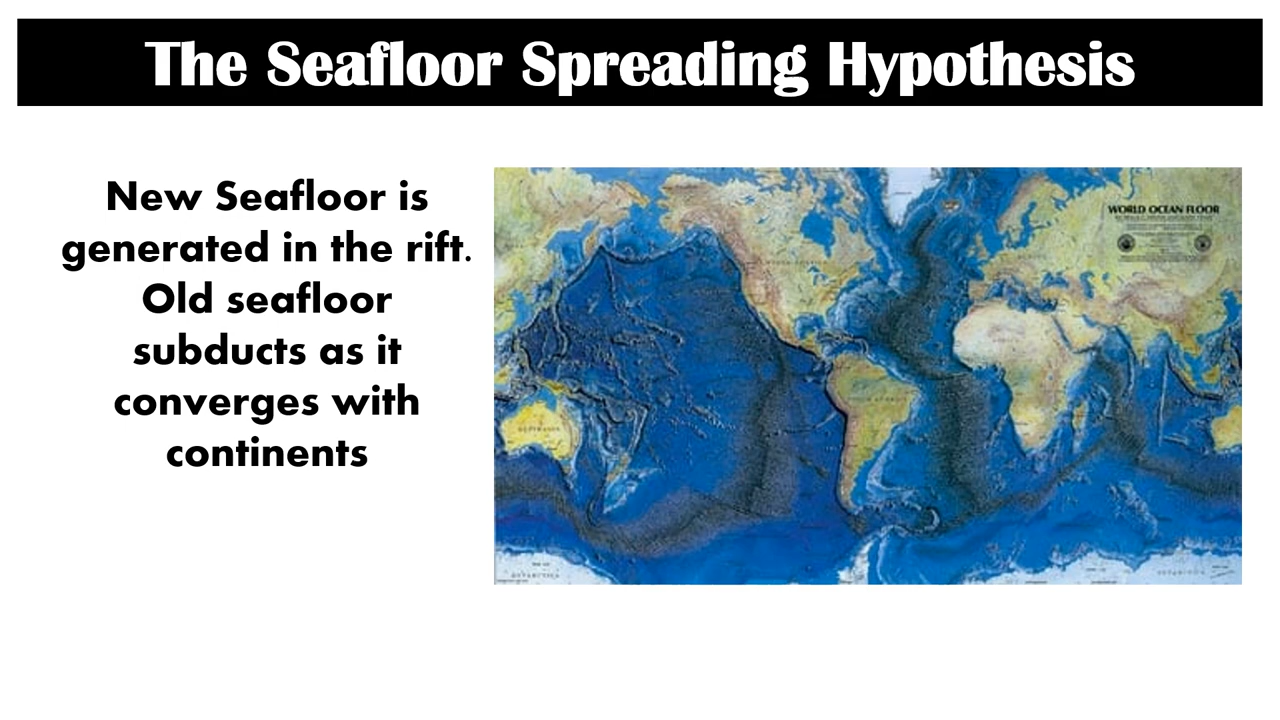 The Seafloor Spreading Hypothesis
New Seafloor is
generated in the rift.
Old seafloor
subducts as it
converges with
continents
WORLD OCEAN FLOOR